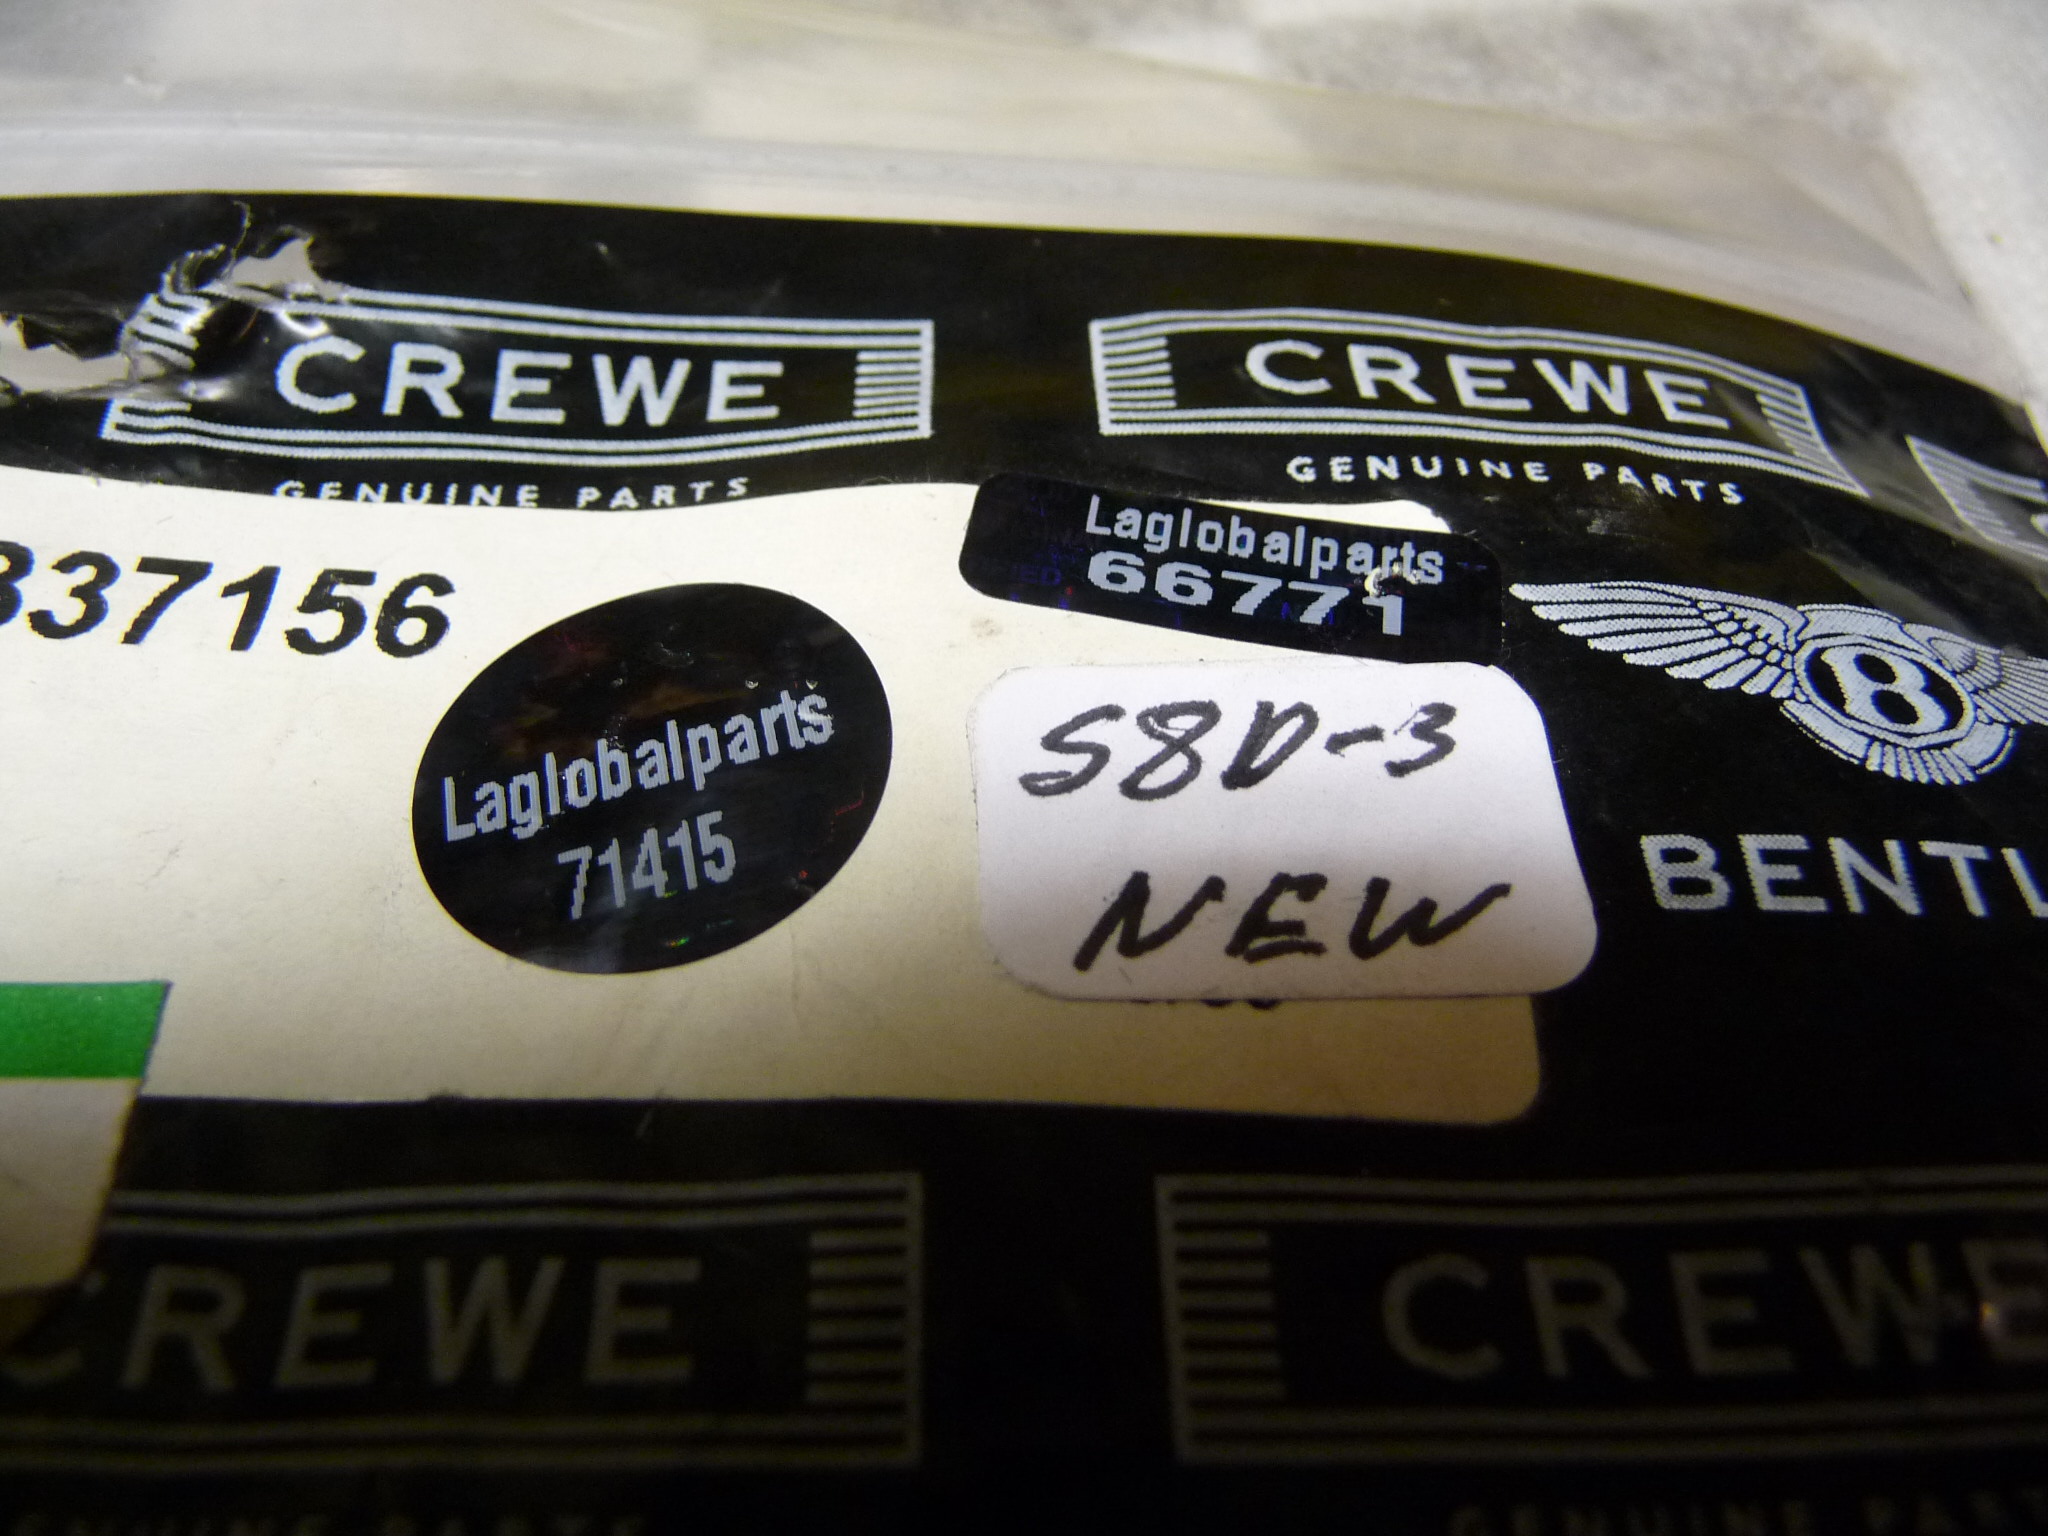 CREWE
GENUINE PARTS
CREWE
GENUINE PARTS
337156
Laglobalparts
66771
Laglobalparts
71415
S8D-3
NEW
B
BENTL
CREWE
CREWE